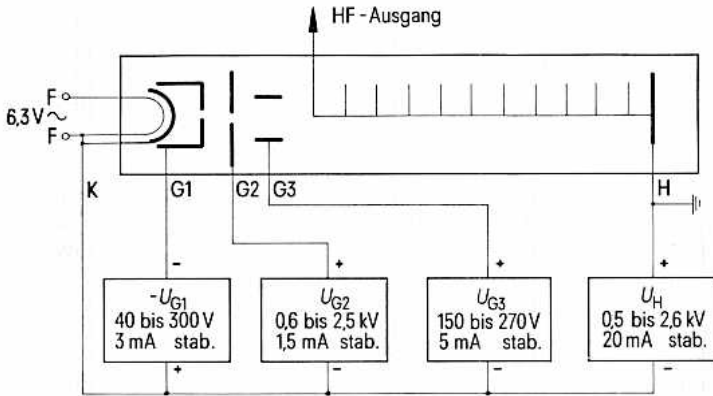 HF-Ausgang
F
6,3 V ~
F
K
G1
G2
G3
H
-
+
+
+
-U_G1
40 bis 300 V
3 mA stab.
U_G2
0,6 bis 2,5 kV
1,5 mA stab.
U_G3
150 bis 270 V
5 mA stab.
U_H
0,5 bis 2,6 kV
20 mA stab.
+
-
-
-